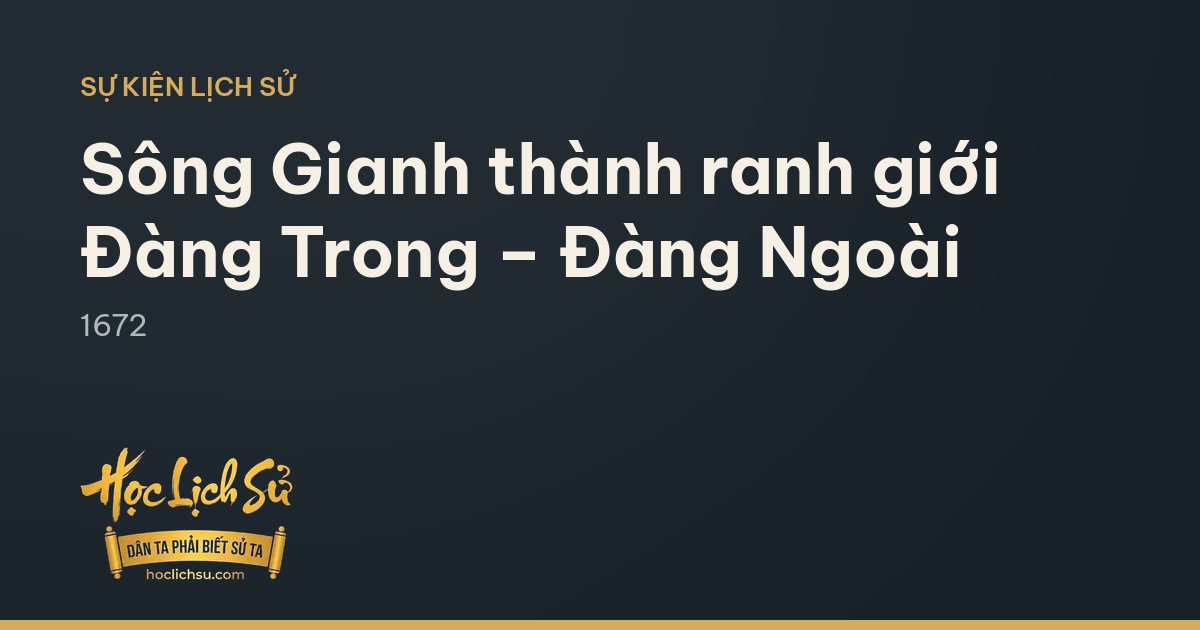 SỰ KIỆN LỊCH SỬ
Sông Gianh thành ranh giới
Đàng Trong – Đàng Ngoài
1672
Học Lịch Sử
DÂN TA PHẢI BIẾT SỬ TA
hoclichsu.com